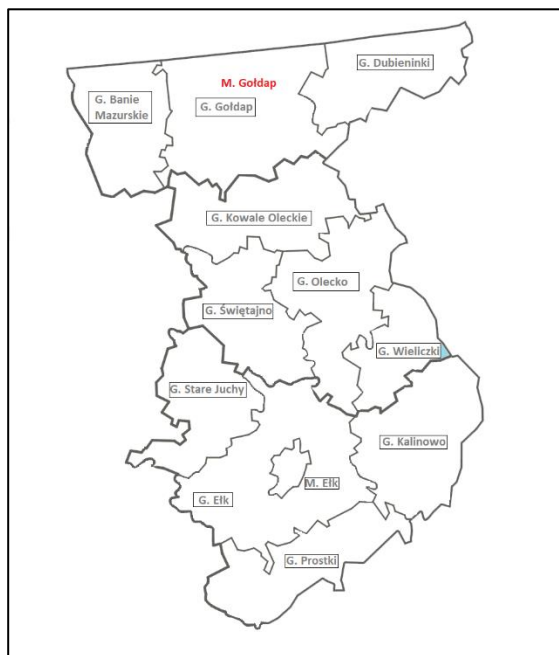 G. Dubieninki
M. Gołdap
G. Banie
Mazurskie
G. Gołdap
G. Kowale Oleckie
G. Olecko
G. Świętajno
G. Wieliczki
G. Stare Juchy
G. Kalinowo
M. Ełk
G. Ełk
G. Prostki